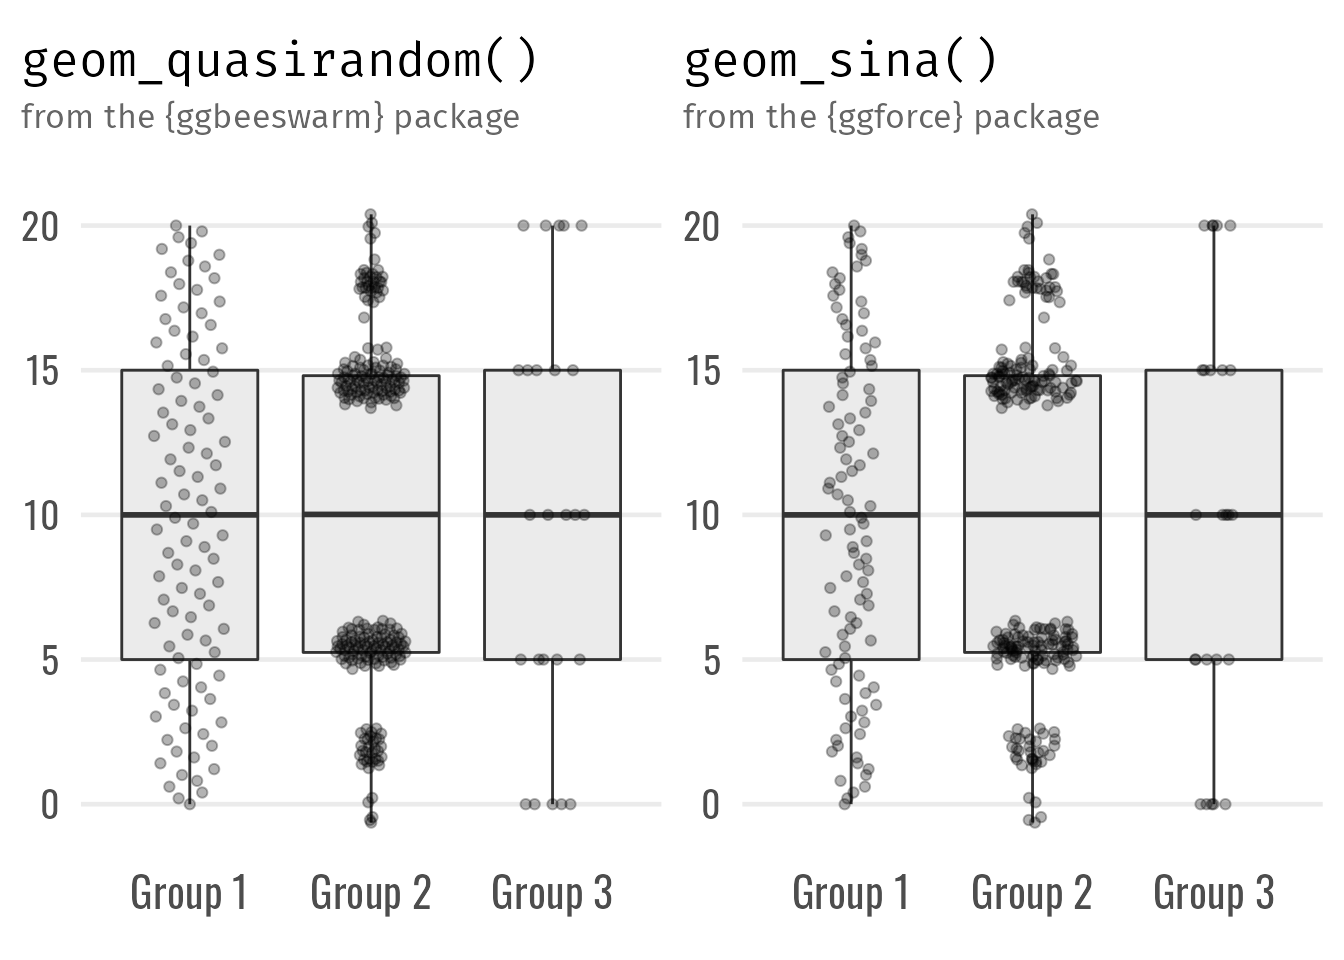 geom_quasirandom()
from the {ggbeeswarm} package
20
15
10
5
0
Group 1 Group 2 Group 3
geom_sina()
from the {ggforce} package
20
15
10
5
0
Group 1 Group 2 Group 3